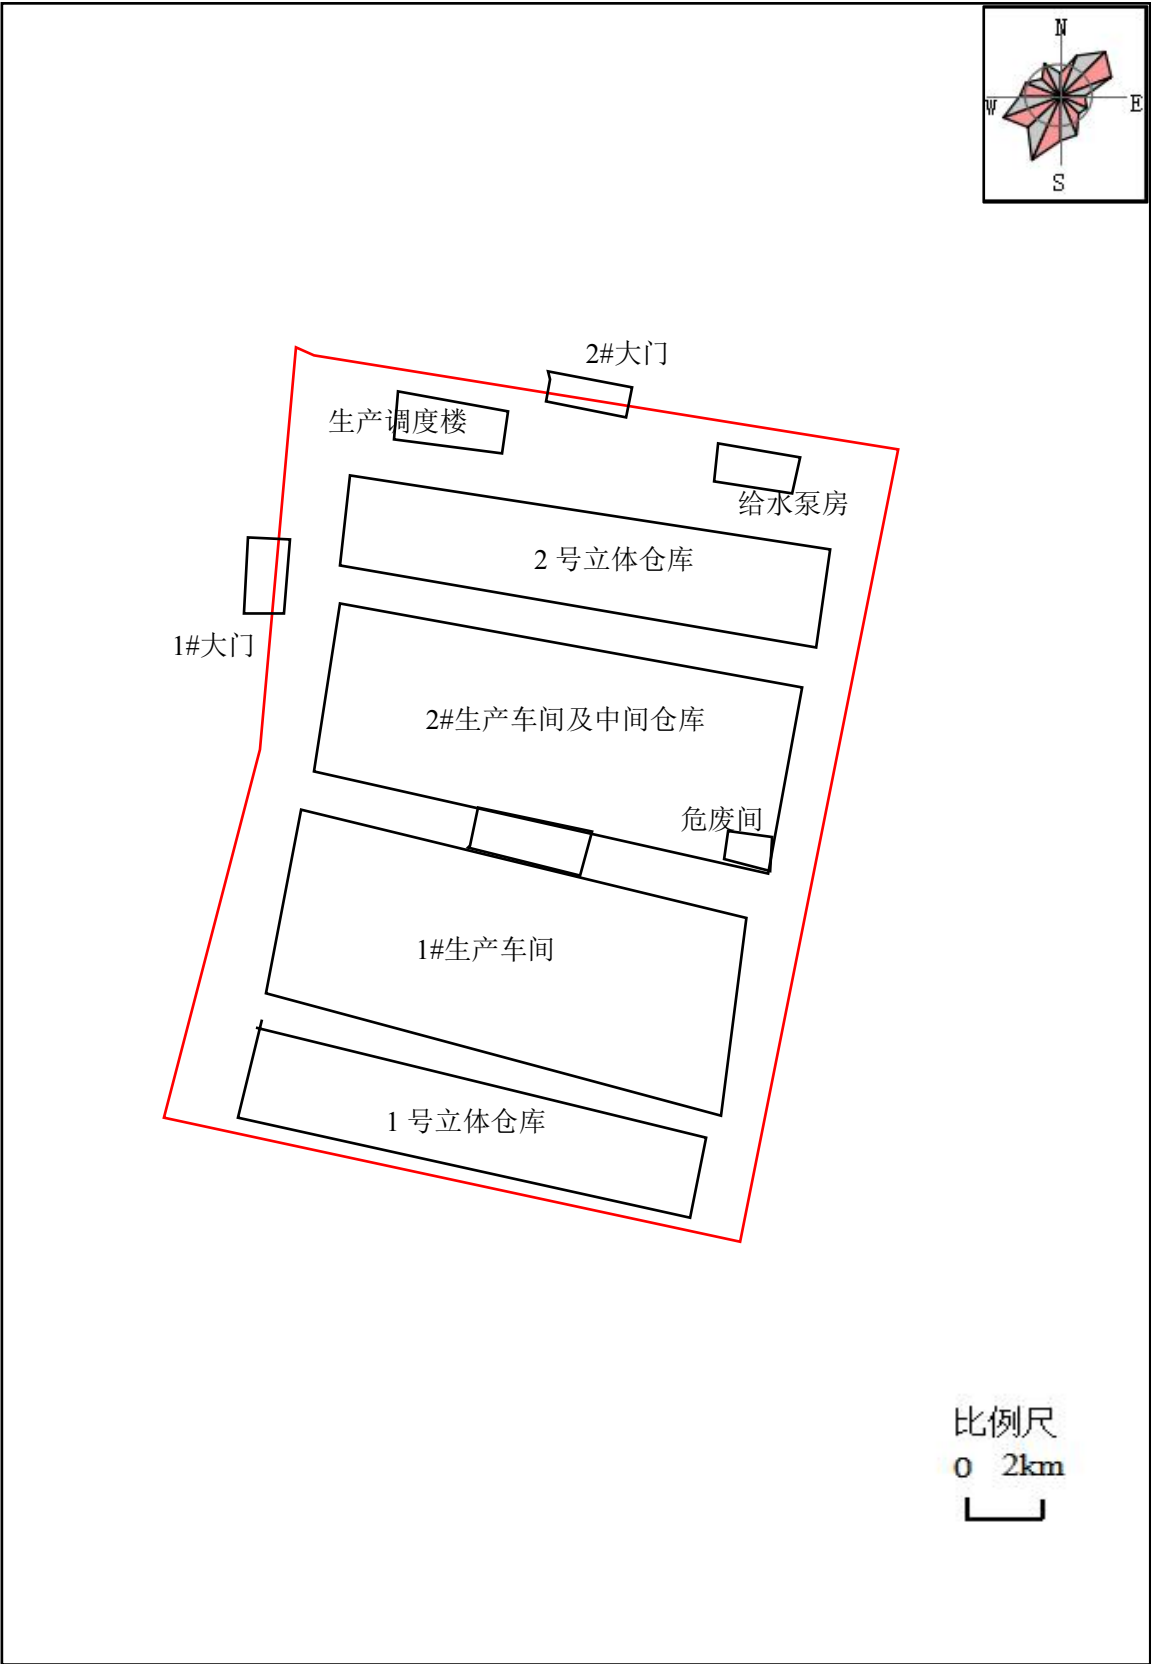 N
W
E
S
2#大门
生产调度楼
给水泵房
2 号立体仓库
1#大门
2#生产车间及中间仓库
危废间
1#生产车间
1 号立体仓库
比例尺
0 2km